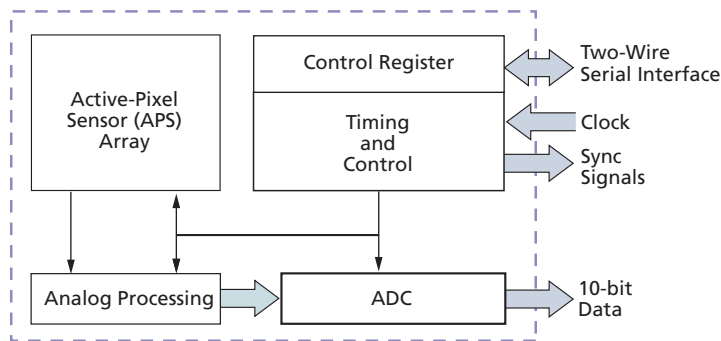 Active-Pixel
Sensor (APS)
Array
Control Register
Timing
and
Control
Two-Wire
Serial Interface
Clock
Sync
Signals
Analog Processing
ADC
10-bit
Data